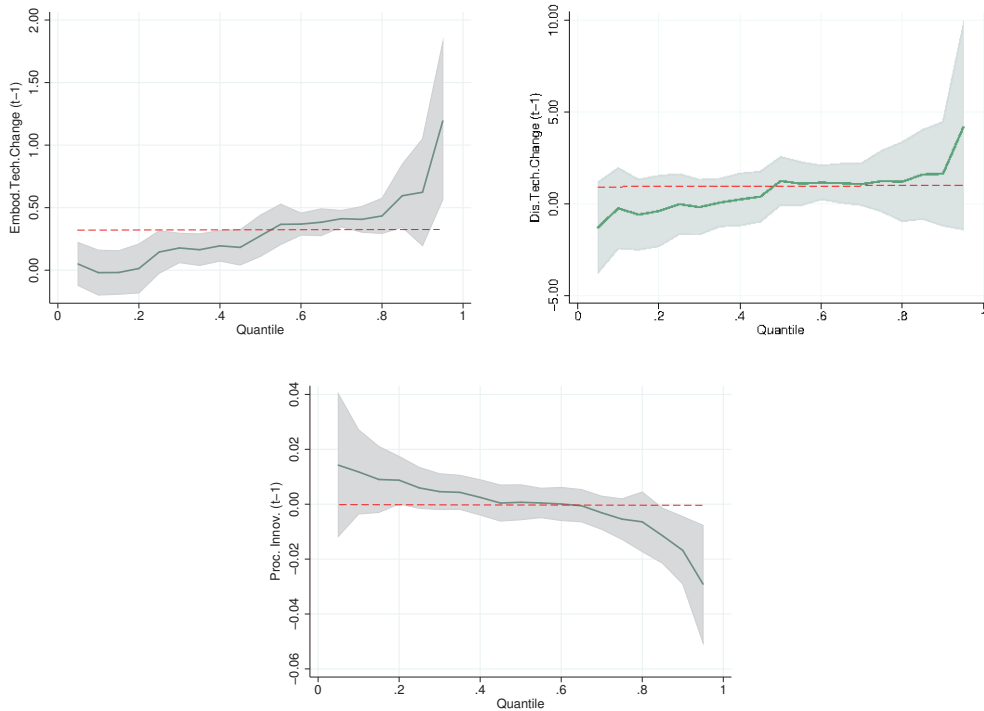 2.00
1.50
1.00
0.50
0.00
Embod.Tech.Change (t−1)
0 .2 .4 .6 .8 1
Quantile
10.00
5.00
0.00
−5.00
Dis.Tech.Change (t−1)
0 .2 .4 .6 .8
Quantile
0.04
0.02
0.00
−0.02
−0.04
−0.06
Proc. Innov. (t−1)
0 .2 .4 .6 .8 1
Quantile